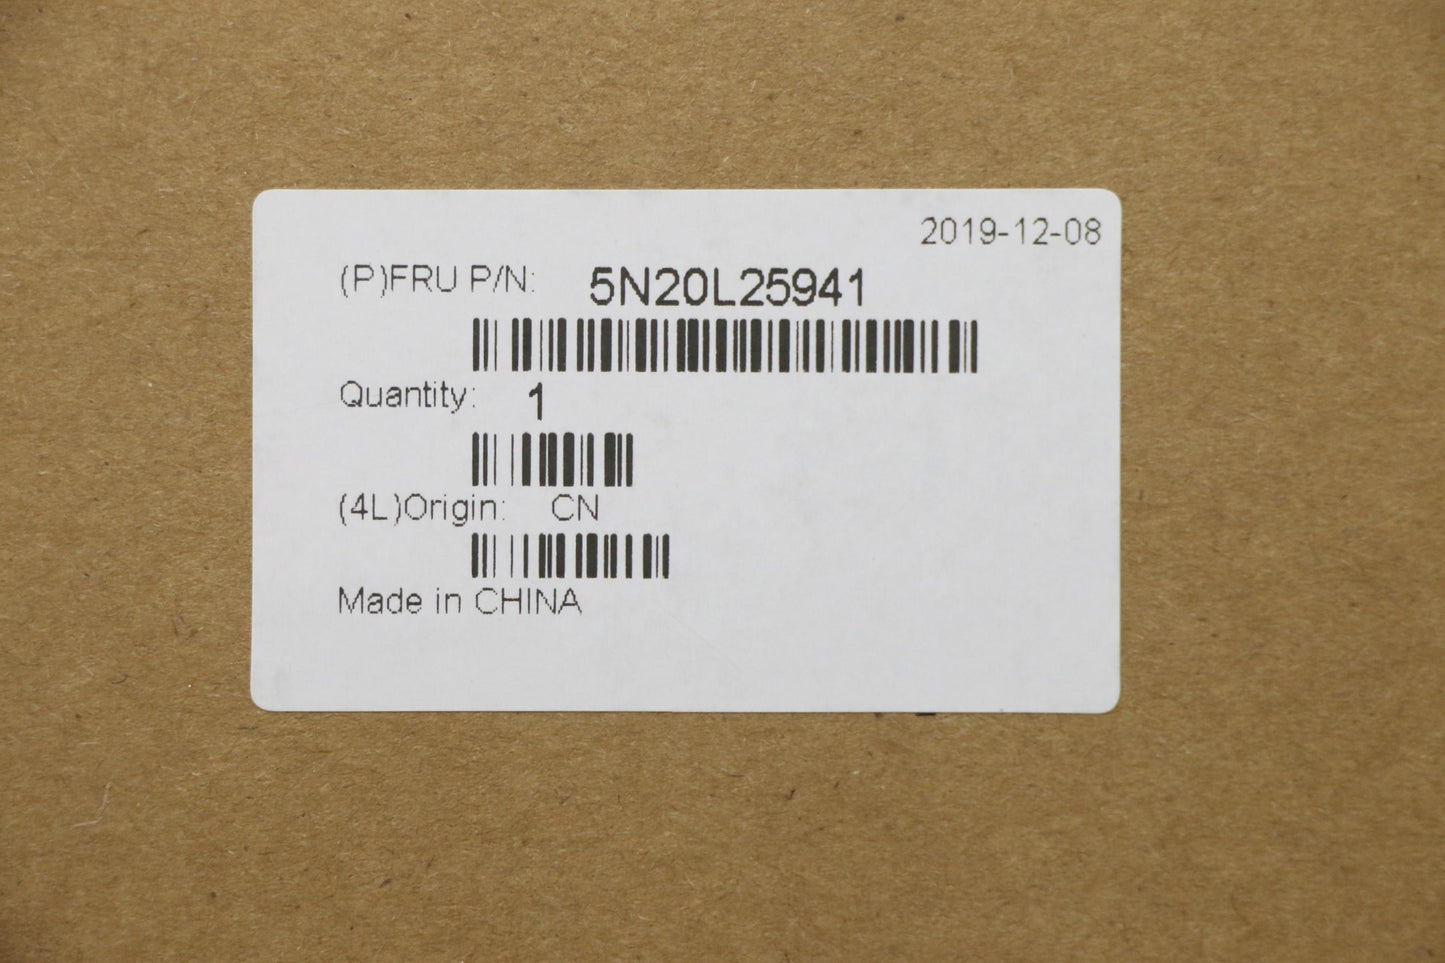 2019-12-08
(P)FRU P/N: 5N20L25941
Quantity: 1
(4L)Origin: CN
Made in CHINA